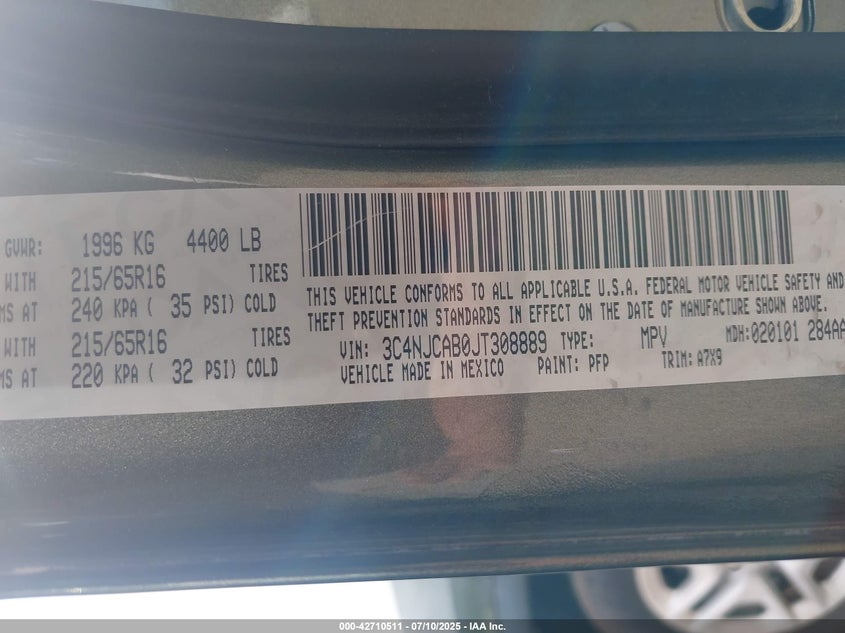 GVWR: 1996 KG 4400 LB
WITH 215/65R16 TIRES
MS AT 240 KPA ( 35 PSI) COLD
215/65R16 TIRES
MS AT 220 KPA ( 32 PSI) COLD
THIS VEHICLE CONFORMS TO ALL APPLICABLE U.S.A. FEDERAL MOTOR VEHICLE SAFETY AND
THEFT PREVENTION STANDARDS IN EFFECT ON THE DATE OF MANUFACTURE SHOWN ABOVE.
VIN: 3C4NJCAB0JT308889 TYPE: MPV MDH:020101 284AA
VEHICLE MADE IN MEXICO PAINT: PFP TRIM: A7X9
000-42710511 — 07/10/2025 — IAA Inc.